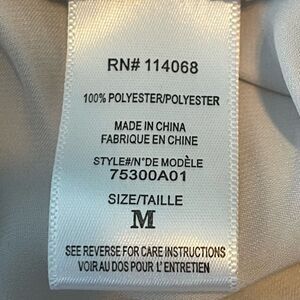 RN# 114068
100% POLYESTER/POLYESTER
MADE IN CHINA
FABRIQUE EN CHINE
STYLE#/N°DE MODÈLE
75300A01
SIZE/TAILLE
M
SEE REVERSE FOR CARE INSTRUCTIONS
VOIR AU DOS POUR L' ENTRETIEN